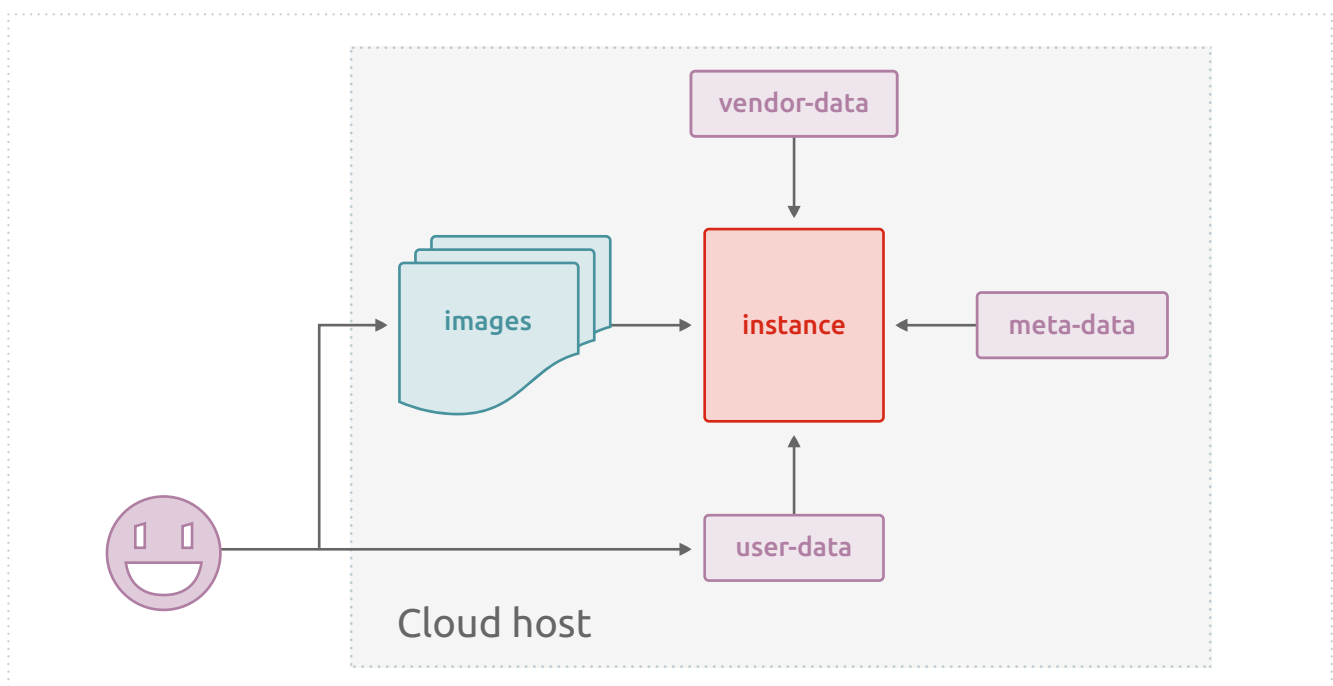 vendor-data
images
instance
meta-data
user-data
Cloud host